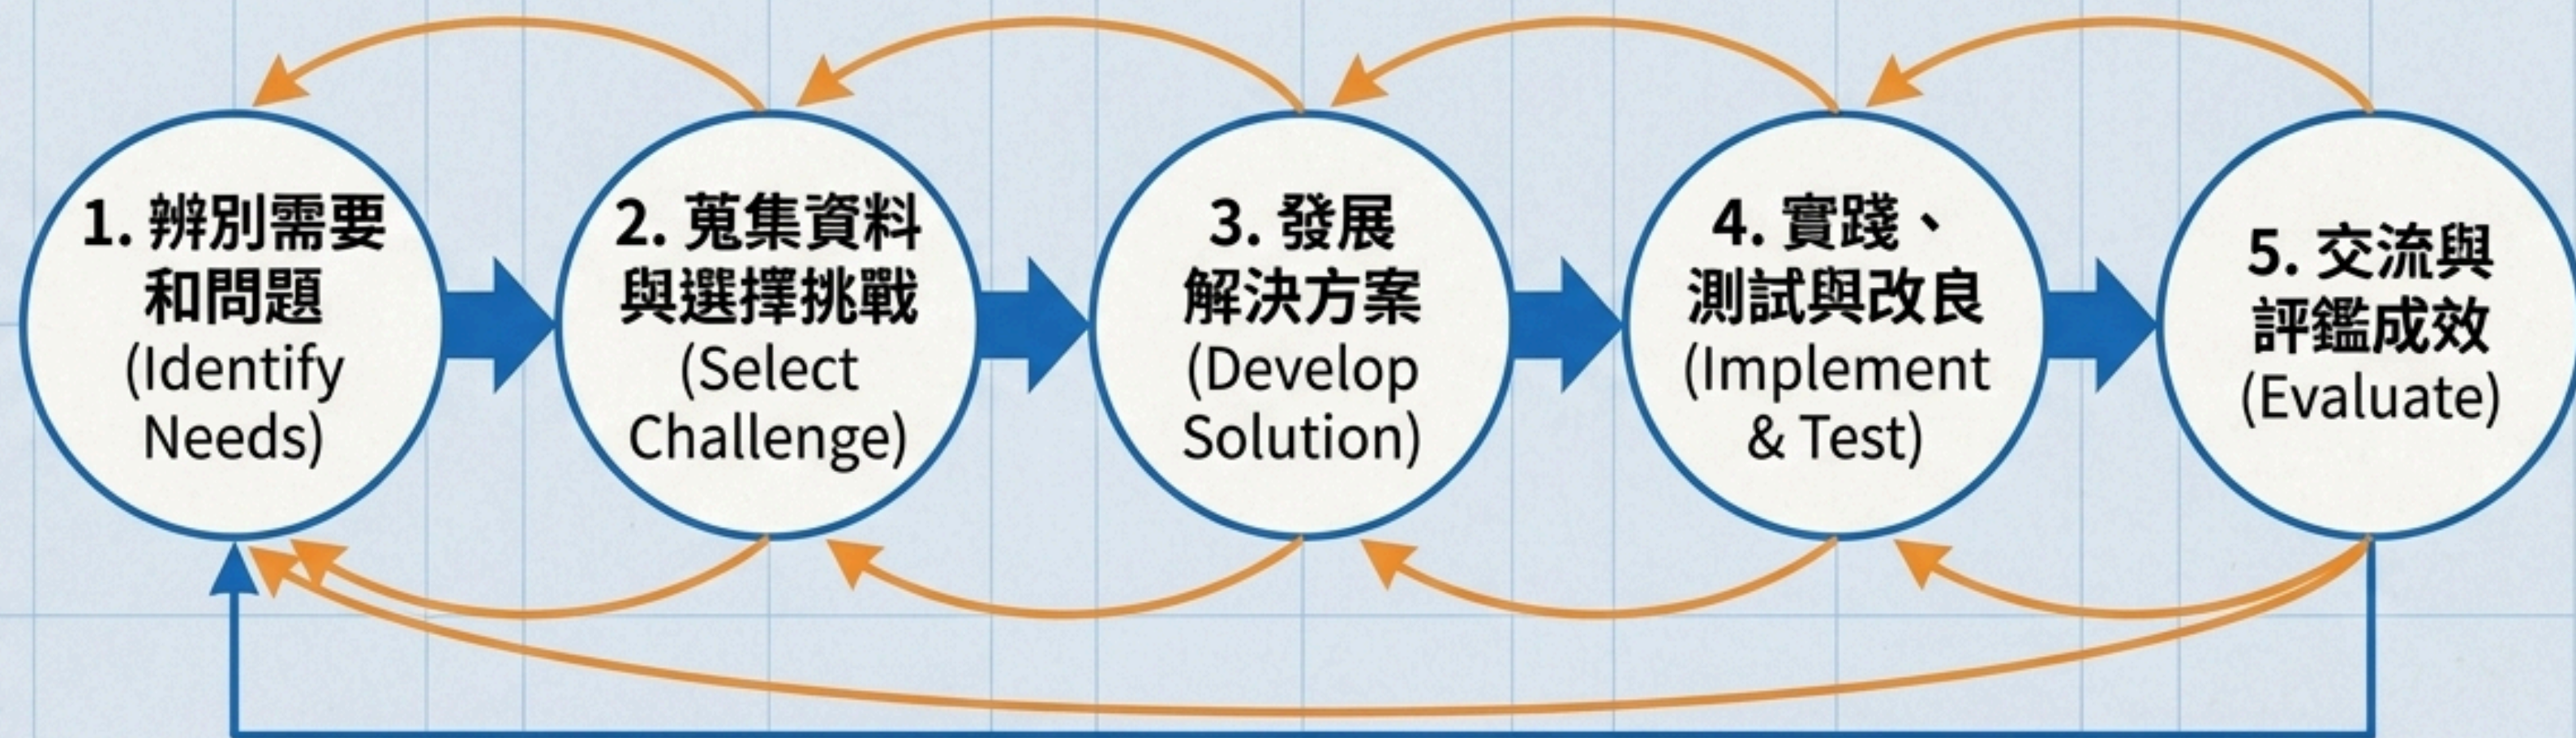 1. 辨別需要
和問題
(Identify
Needs)
2. 蒐集資料
與選擇挑戰
(Select
Challenge)
3. 發展
解決方案
(Develop
Solution)
4. 實踐、
測試與改良
(Implement
& Test)
5. 交流與
評鑑成效
(Evaluate)